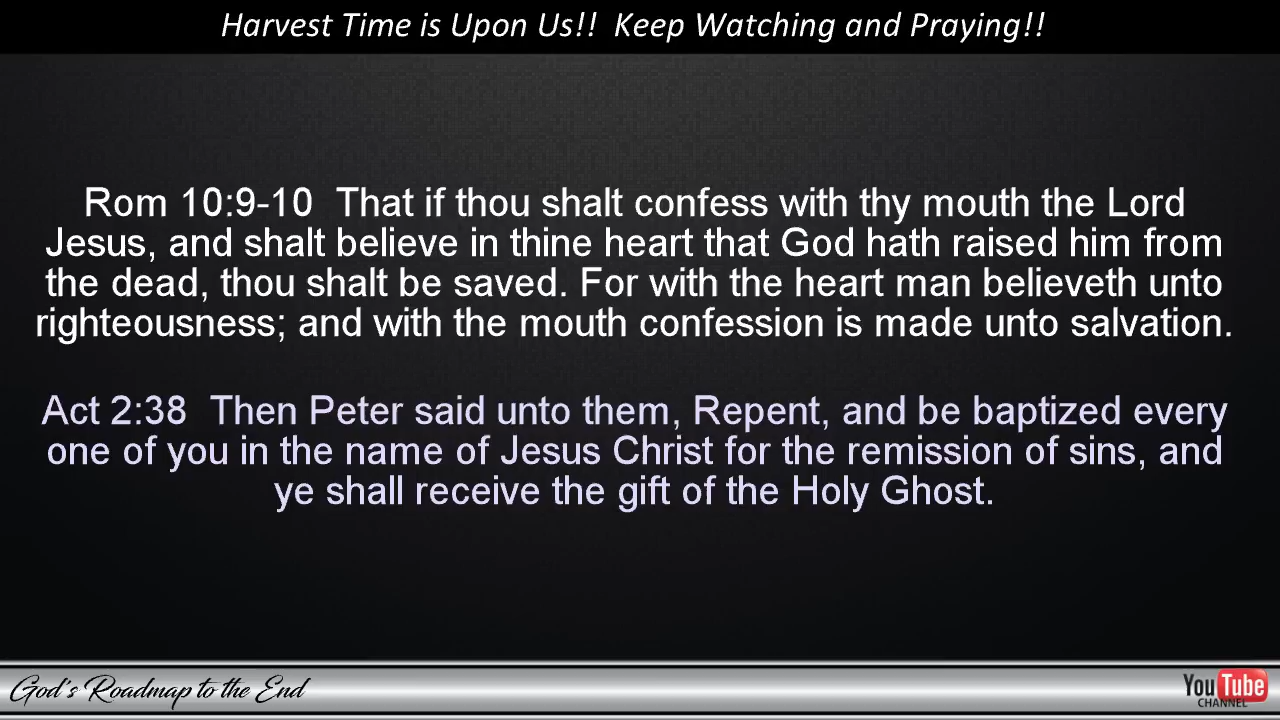 Harvest Time is Upon Us!!  Keep Watching and Praying!!
Rom 10:9-10  That if thou shalt confess with thy mouth the Lord
Jesus, and shalt believe in thine heart that God hath raised him from
the dead, thou shalt be saved. For with the heart man believeth unto
righteousness; and with the mouth confession is made unto salvation.
Act 2:38  Then Peter said unto them, Repent, and be baptized every
one of you in the name of Jesus Christ for the remission of sins, and
ye shall receive the gift of the Holy Ghost.
God's Roadmap to the End
YouTube
CHANNEL